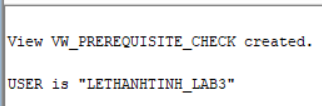 View VW_PREREQUISITE_CHECK created.
USER is "LETHANHTINH_LAB3"